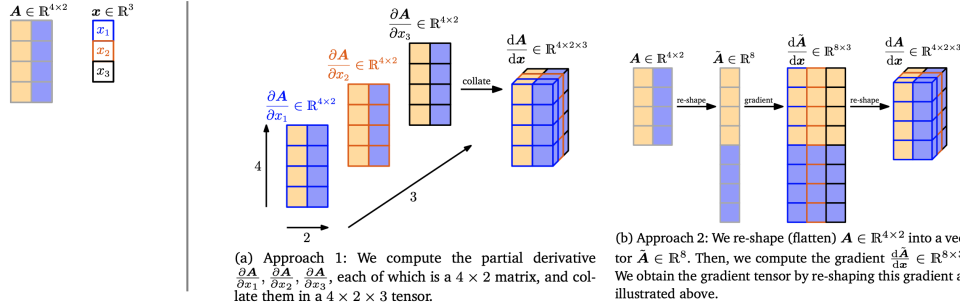 A ∈ ℝ^{4×2}
x ∈ ℝ^3
x_1
x_2
x_3
∂A/∂x_3 ∈ ℝ^{4×2}
∂A/∂x_2 ∈ ℝ^{4×2}
∂A/∂x_1 ∈ ℝ^{4×2}
dA/dx ∈ ℝ^{4×2×3}
collate
4
3
2
(a) Approach 1: We compute the partial derivative
∂A/∂x_1, ∂A/∂x_2, ∂A/∂x_3, each of which is a 4 × 2 matrix, and col-
late them in a 4 × 2 × 3 tensor.
A ∈ ℝ^{4×2}
Ã ∈ ℝ^8
dÃ/dx ∈ ℝ^{8×3}
dA/dx ∈ ℝ^{4×2×3}
re-shape
gradient
re-shape
(b) Approach 2: We re-shape (flatten) A ∈ ℝ^{4×2} into a vec
tor Ã ∈ ℝ^8. Then, we compute the gradient dÃ/dx ∈ ℝ^{8×3}
We obtain the gradient tensor by re-shaping this gradient a
illustrated above.